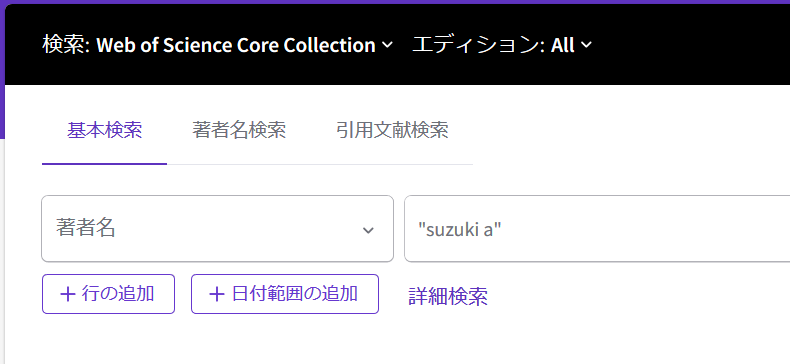 検索: Web of Science Core Collection エディション: All
基本検索 著者名検索 引用文献検索
著者名 "suzuki a"
+ 行の追加 + 日付範囲の追加 詳細検索